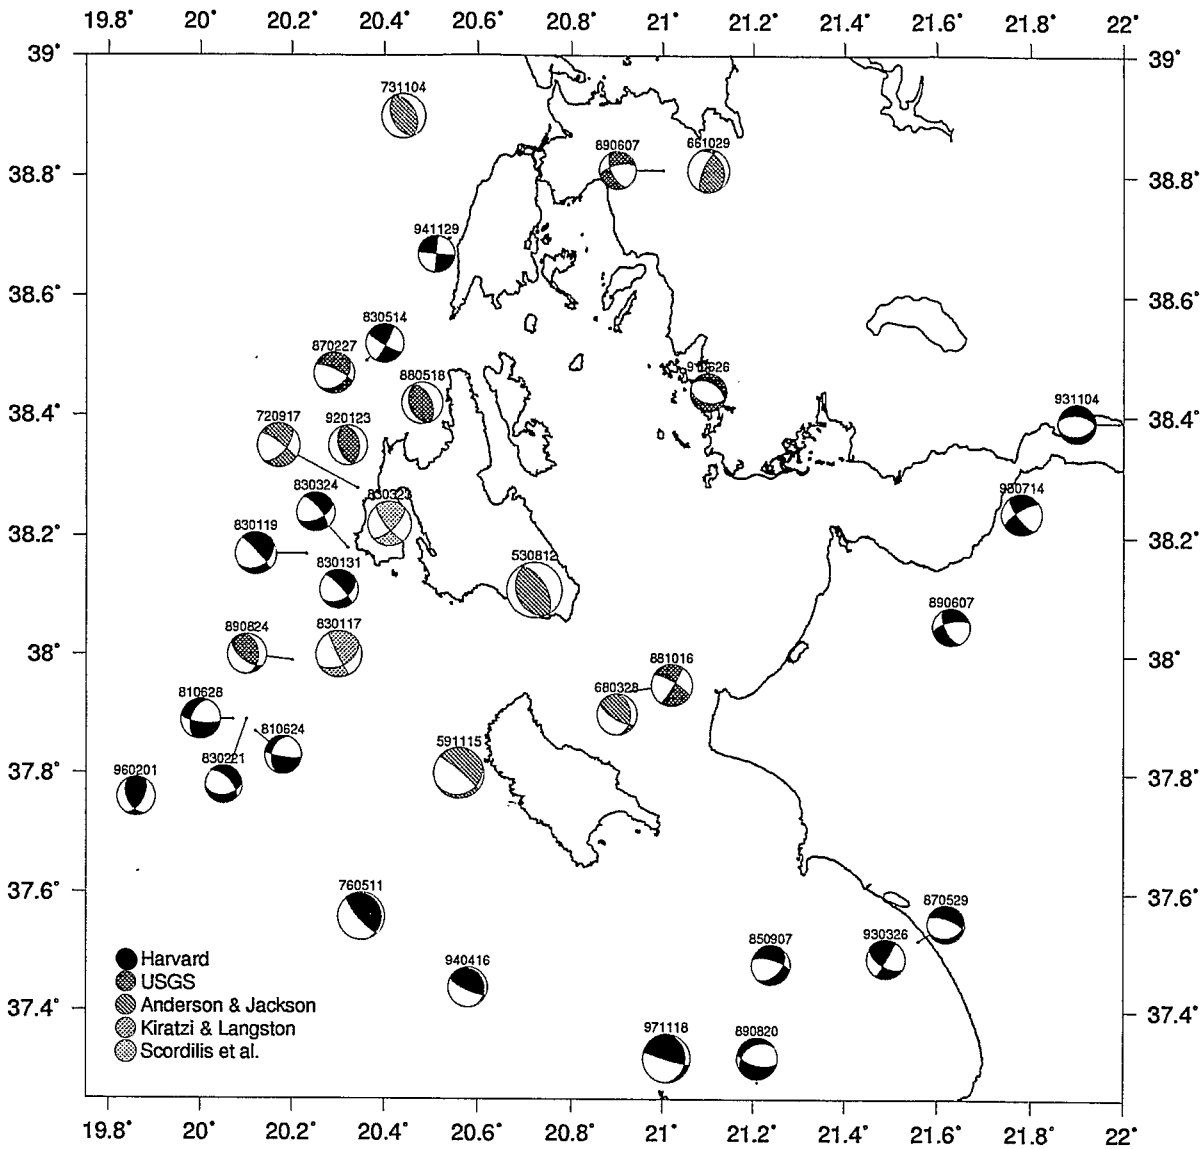 19.8° 20° 20.2° 20.4° 20.6° 20.8° 21° 21.2° 21.4° 21.6° 21.8° 22°
39° 39°
731104
890607 661029
38.8° 38.8°
941129
38.6° 38.6°
830514
870227
880518 910626
931104
38.4° 720917 920123 38.4°
830324 830323 930714
830119
38.2° 530812 38.2°
830131
890607
890824 830117
38° 881016 38°
680328
810628
810624
591115
830221
37.8° 960201 37.8°
760511
37.6° 870529 37.6°
930326
850907
Harvard 940416
USGS
37.4° Anderson & Jackson 37.4°
Kiratzi & Langston 971118 890820
Scordilis et al.
19.8° 20° 20.2° 20.4° 20.6° 20.8° 21° 21.2° 21.4° 21.6° 21.8° 22°